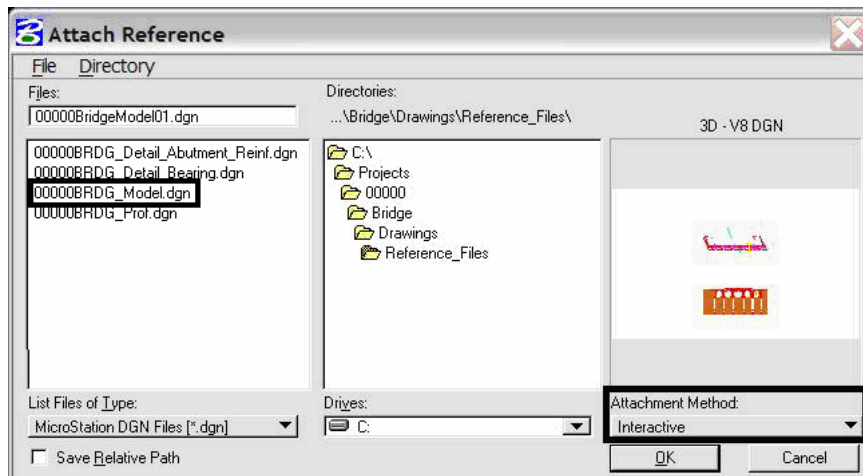 Attach Reference
File Directory
Files:
00000BridgeModel01.dgn
00000BRDG_Detail_Abutment_Reinf.dgn
00000BRDG_Detail_Bearing.dgn
00000BRDG_Model.dgn
00000BRDG_Prof.dgn
List Files of Type:
MicroStation DGN Files [*.dgn]
Save Relative Path
Directories:
...\Bridge\Drawings\Reference_Files\
C:\
Projects
00000
Bridge
Drawings
Reference_Files
Drives:
C:
3D - V8 DGN
Attachment Method:
Interactive
OK Cancel